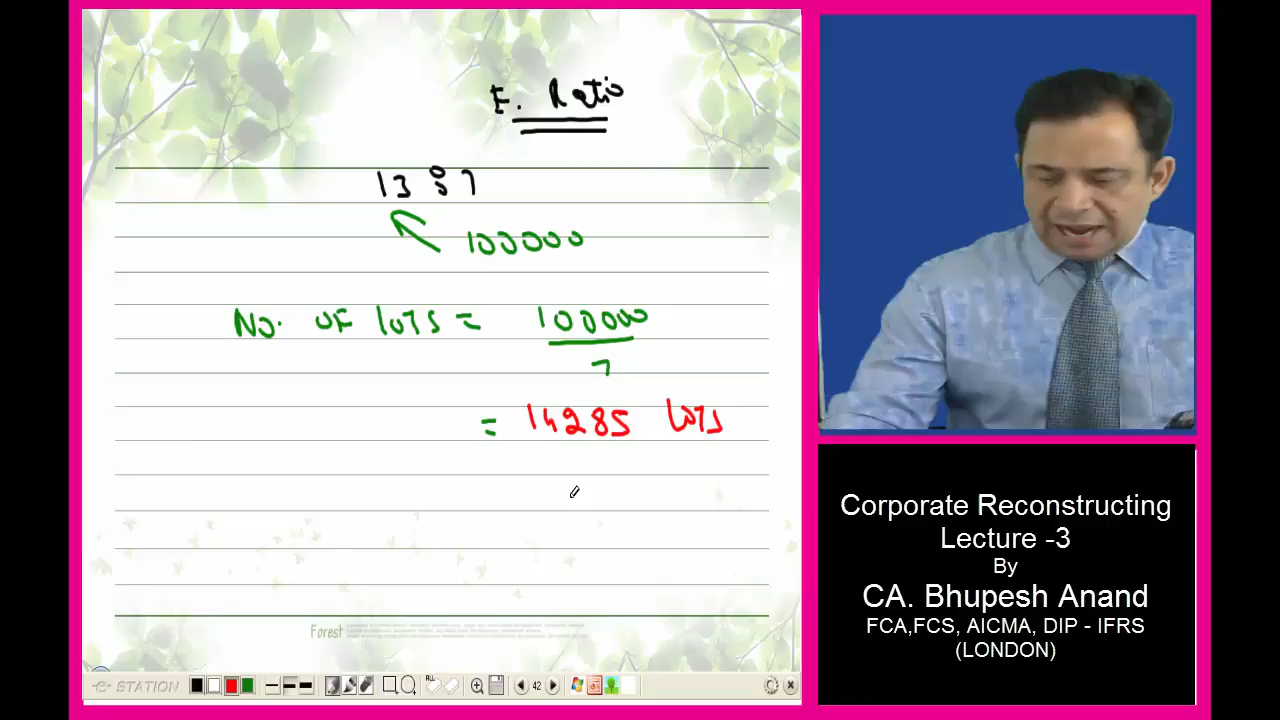 E. Ratio
13 : 7
100000
No. OF lots = 100000
7
= 14285 lots
Forest
e-STATION
42
Corporate Reconstructing
Lecture -3
By
CA. Bhupesh Anand
FCA,FCS, AICMA, DIP - IFRS
(LONDON)